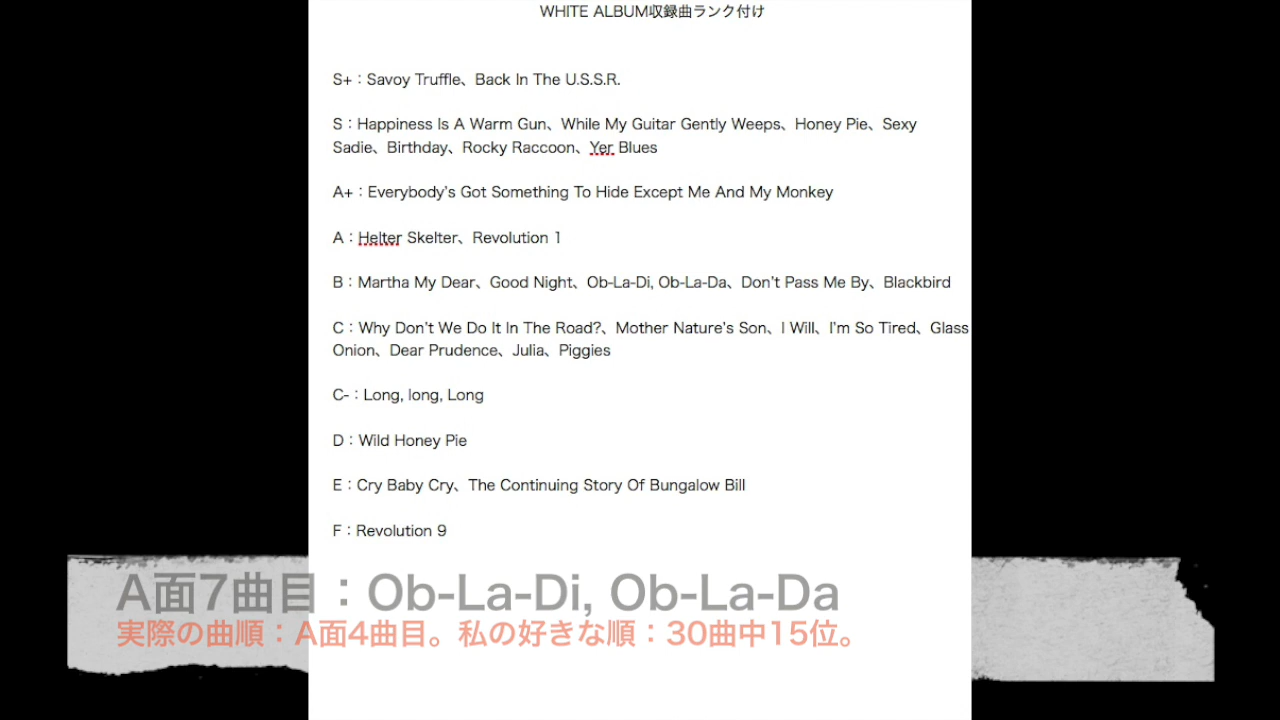 WHITE ALBUM収録曲ランク付け
S+：Savoy Truffle、Back In The U.S.S.R.
S：Happiness Is A Warm Gun、While My Guitar Gently Weeps、Honey Pie、Sexy
Sadie、Birthday、Rocky Raccoon、Yer Blues
A+：Everybody's Got Something To Hide Except Me And My Monkey
A：Helter Skelter、Revolution 1
B：Martha My Dear、Good Night、Ob-La-Di, Ob-La-Da、Don't Pass Me By、Blackbird
C：Why Don't We Do It In The Road?、Mother Nature's Son、I Will、I'm So Tired、Glass
Onion、Dear Prudence、Julia、Piggies
C-：Long, long, Long
D：Wild Honey Pie
E：Cry Baby Cry、The Continuing Story Of Bungalow Bill
F：Revolution 9
A面7曲目：Ob-La-Di, Ob-La-Da
実際の曲順：A面4曲目。私の好きな順：30曲中15位。